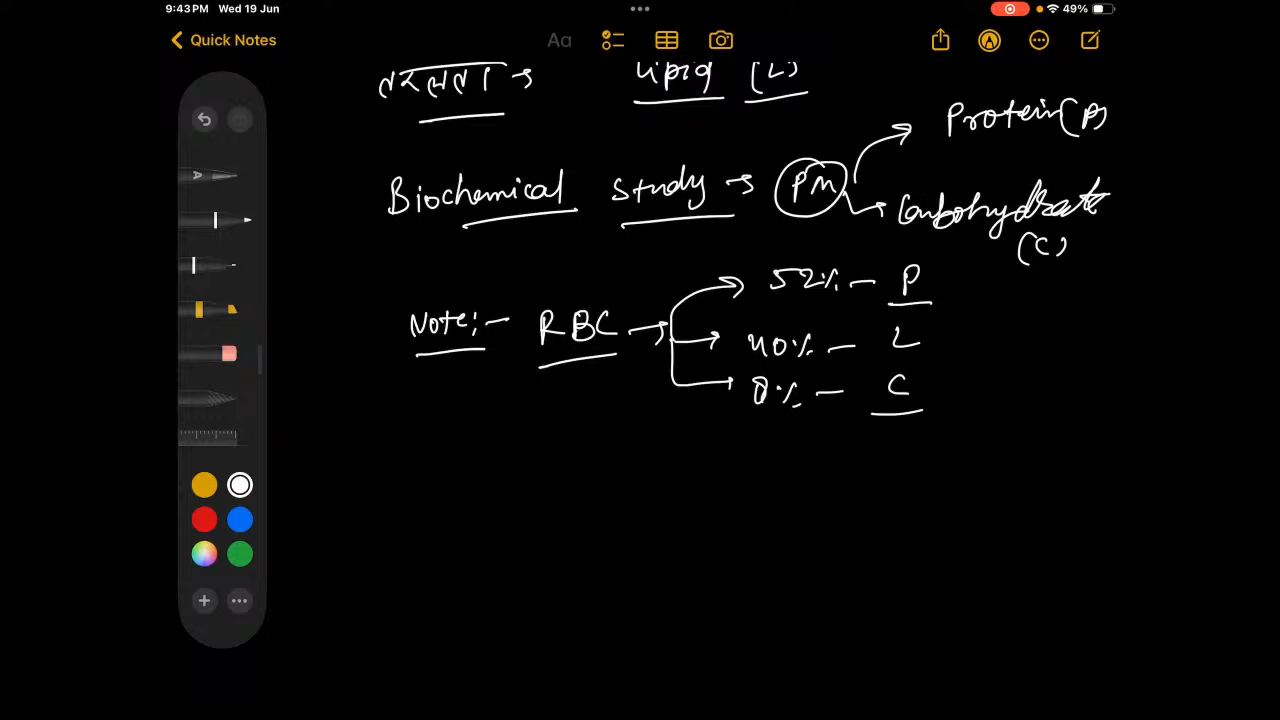 9:43 PM Wed 19 Jun
49%
Quick Notes
Aa
→ Lipid (L)
Protein (P)
Biochemical Study → PM
Carbohydrate
(C)
52% - P
Note:- RBC →
40% - L
8% - C